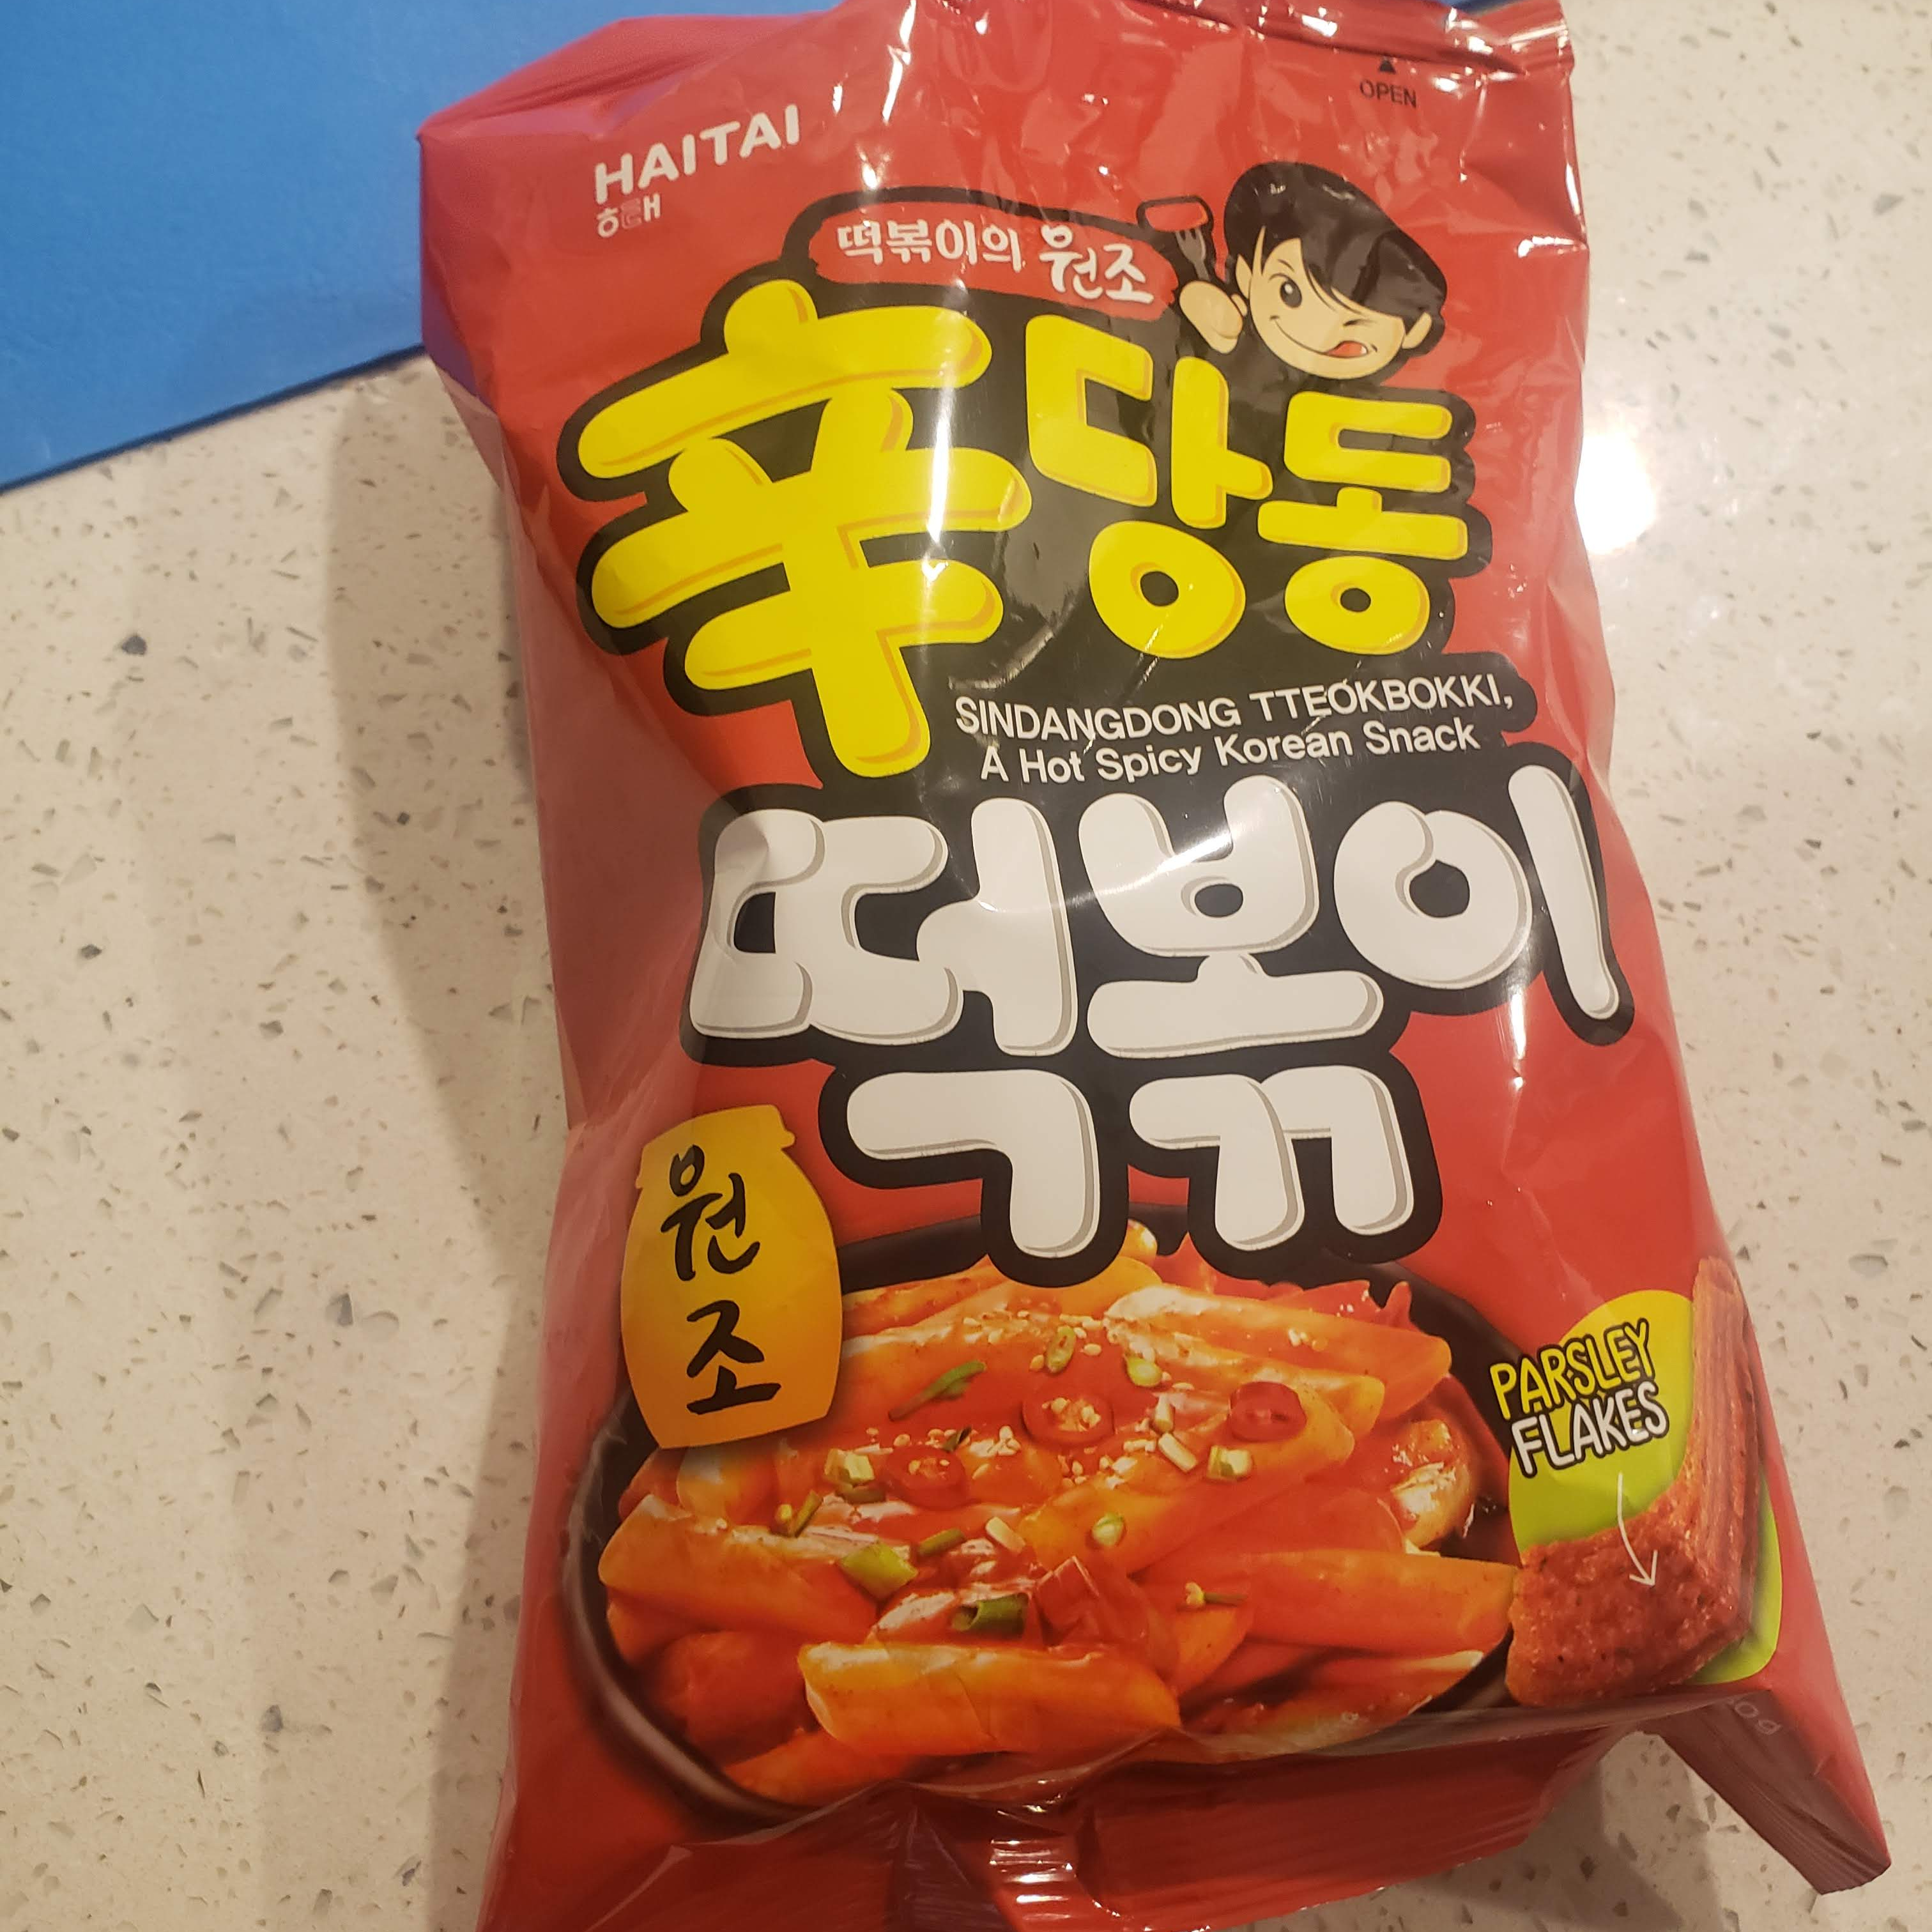 HAITAI
해태
OPEN
떡볶이의 원조
辛당동
SINDANGDONG TTEOKBOKKI,
A Hot Spicy Korean Snack
떡볶이
원
조
PARSLEY
FLAKES